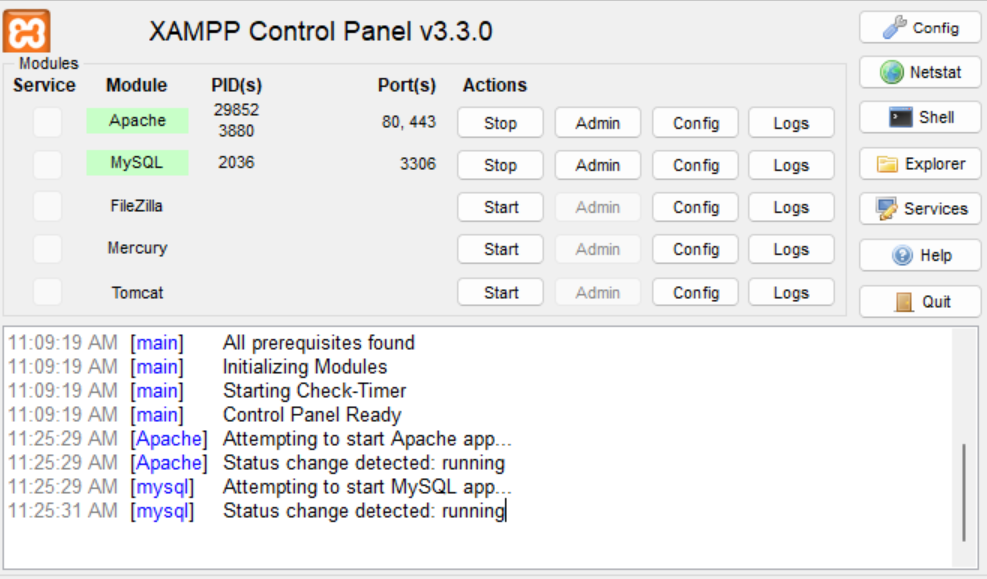 XAMPP Control Panel v3.3.0
Modules
Service Module PID(s) Port(s) Actions
Apache 29852 3880 80, 443 Stop Admin Config Logs
MySQL 2036 3306 Stop Admin Config Logs
FileZilla Start Admin Config Logs
Mercury Start Admin Config Logs
Tomcat Start Admin Config Logs
Config
Netstat
Shell
Explorer
Services
Help
Quit
11:09:19 AM [main] All prerequisites found
11:09:19 AM [main] Initializing Modules
11:09:19 AM [main] Starting Check-Timer
11:09:19 AM [main] Control Panel Ready
11:25:29 AM [Apache] Attempting to start Apache app...
11:25:29 AM [Apache] Status change detected: running
11:25:29 AM [mysql] Attempting to start MySQL app...
11:25:31 AM [mysql] Status change detected: running